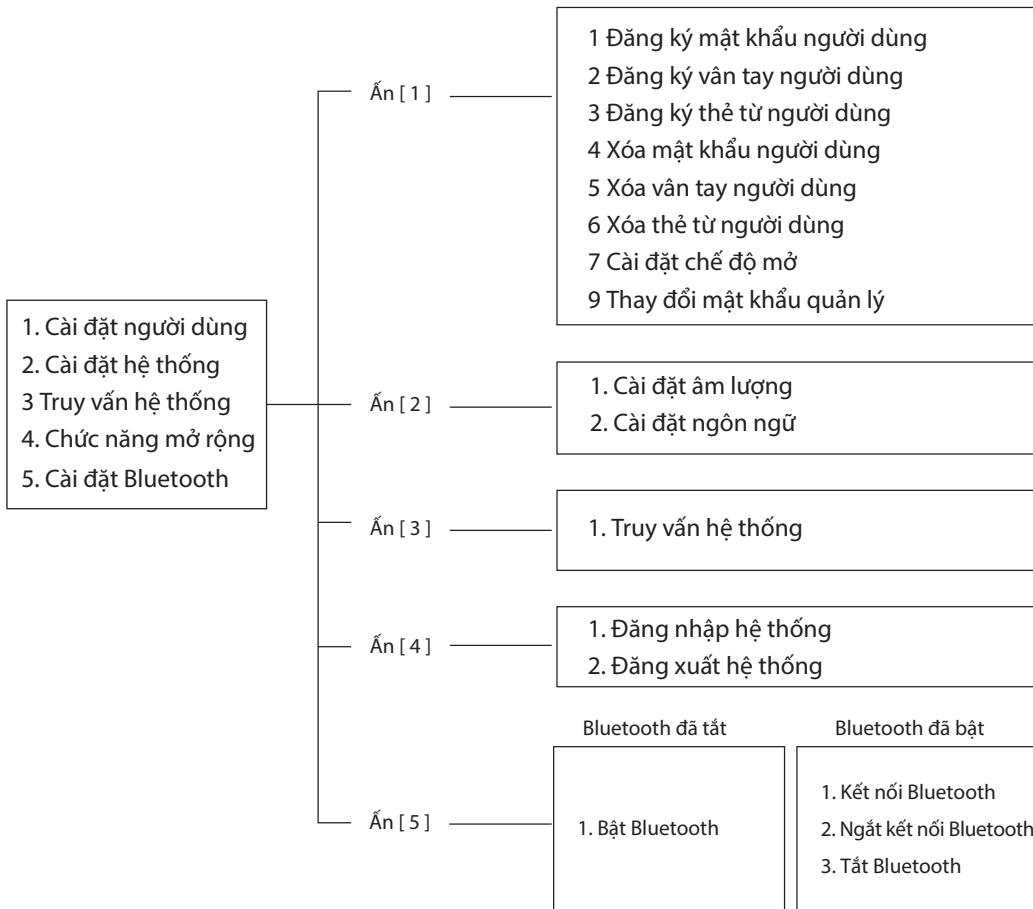 1. Cài đặt người dùng
2. Cài đặt hệ thống
3 Truy vấn hệ thống
4. Chức năng mở rộng
5. Cài đặt Bluetooth
Ấn [ 1 ]
1 Đăng ký mật khẩu người dùng
2 Đăng ký vân tay người dùng
3 Đăng ký thẻ từ người dùng
4 Xóa mật khẩu người dùng
5 Xóa vân tay người dùng
6 Xóa thẻ từ người dùng
7 Cài đặt chế độ mở
9 Thay đổi mật khẩu quản lý
Ấn [ 2 ]
1. Cài đặt âm lượng
2. Cài đặt ngôn ngữ
Ấn [ 3 ]
1. Truy vấn hệ thống
Ấn [ 4 ]
1. Đăng nhập hệ thống
2. Đăng xuất hệ thống
Ấn [ 5 ]
Bluetooth đã tắt
1. Bật Bluetooth
Bluetooth đã bật
1. Kết nối Bluetooth
2. Ngắt kết nối Bluetooth
3. Tắt Bluetooth